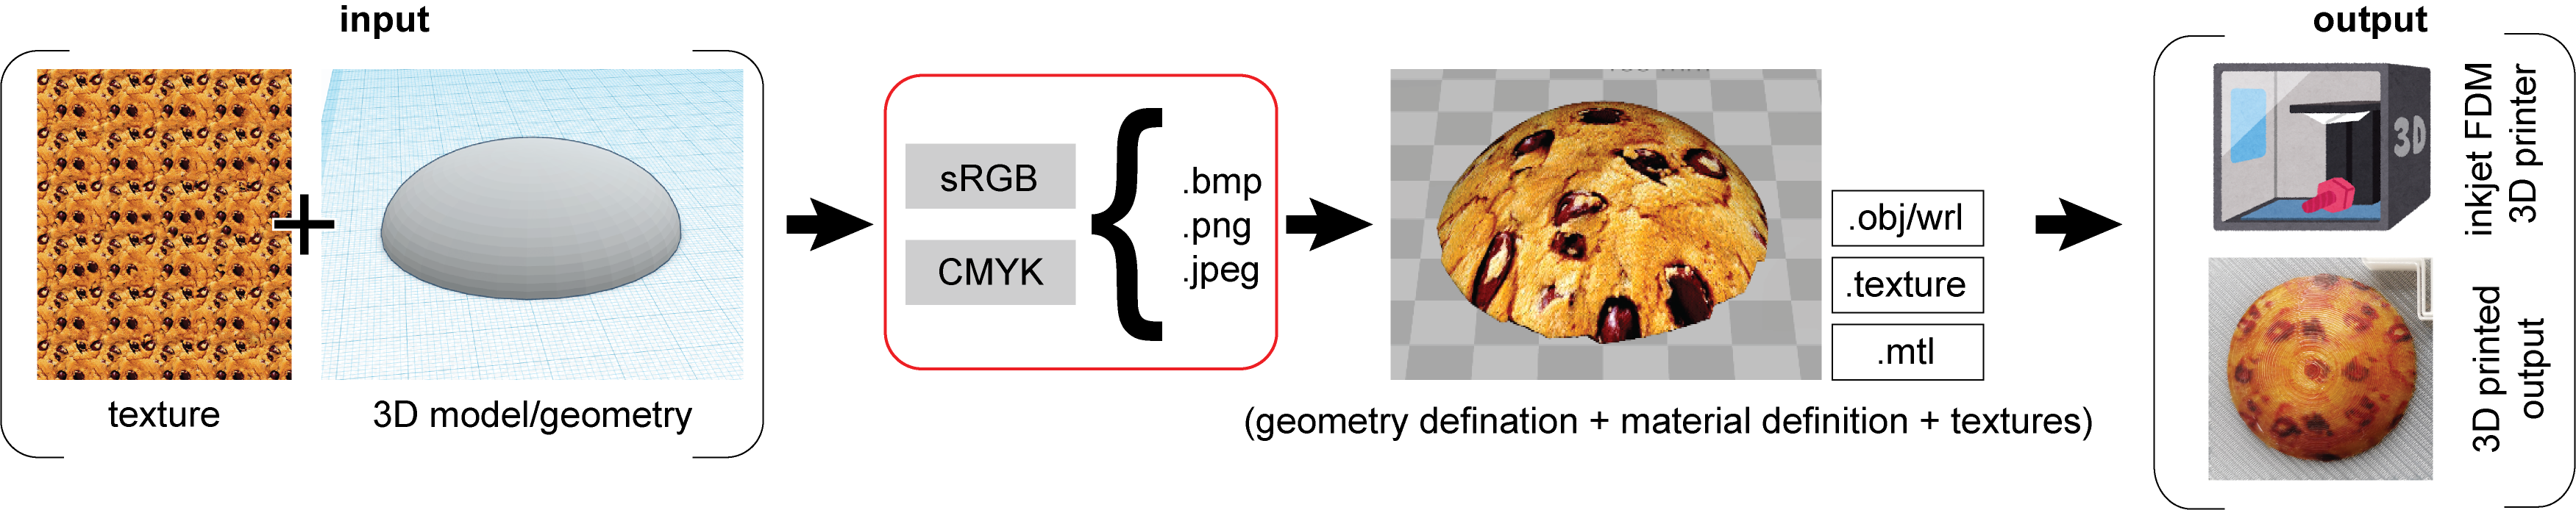 input
texture
3D model/geometry
sRGB
CMYK
.bmp
.png
.jpeg
.obj/wrl
.texture
.mtl
(geometry defination + material definition + textures)
output
3D
inkjet FDM
3D printer
3D printed
output